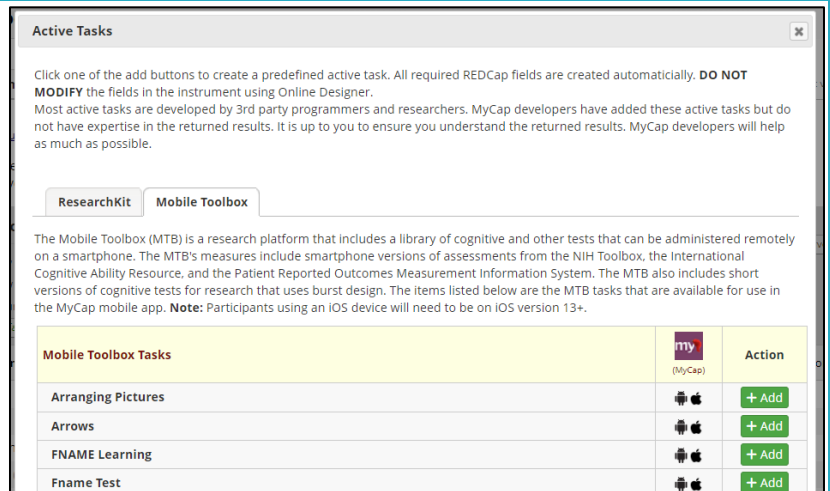 Active Tasks
Click one of the add buttons to create a predefined active task. All required REDCap fields are created automaticially. DO NOT
MODIFY the fields in the instrument using Online Designer.
Most active tasks are developed by 3rd party programmers and researchers. MyCap developers have added these active tasks but do
not have expertise in the returned results. It is up to you to ensure you understand the returned results. MyCap developers will help
as much as possible.
ResearchKit Mobile Toolbox
The Mobile Toolbox (MTB) is a research platform that includes a library of cognitive and other tests that can be administered remotely
on a smartphone. The MTB's measures include smartphone versions of assessments from the NIH Toolbox, the International
Cognitive Ability Resource, and the Patient Reported Outcomes Measurement Information System. The MTB also includes short
versions of cognitive tests for research that uses burst design. The items listed below are the MTB tasks that are available for use in
the MyCap mobile app. Note: Participants using an iOS device will need to be on iOS version 13+.
Mobile Toolbox Tasks my (MyCap) Action
Arranging Pictures + Add
Arrows + Add
FNAME Learning + Add
Fname Test + Add